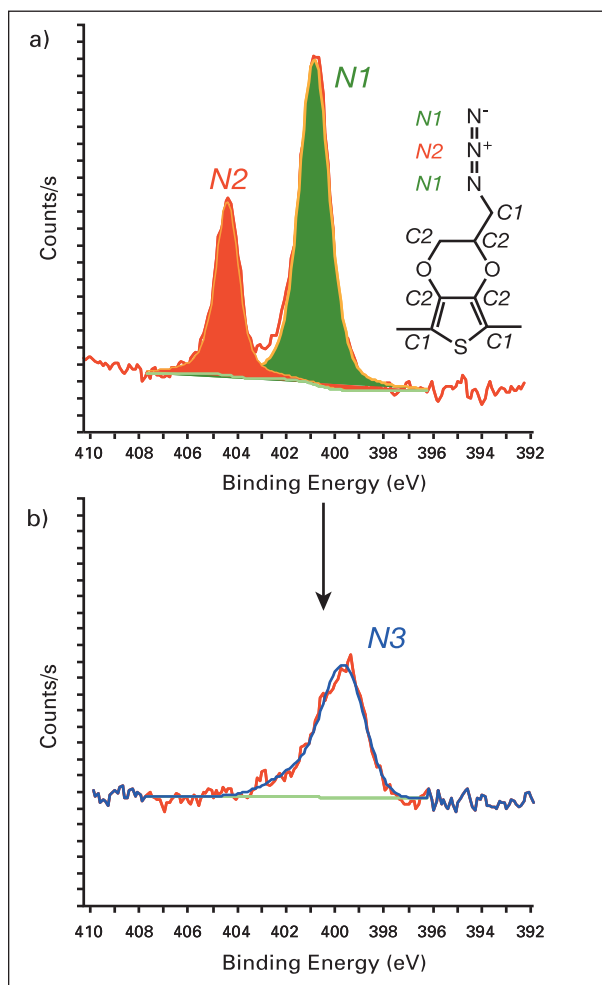 a)
N1
N2
Counts/s
N1 N⁻
N2 N⁺
N1 N
C1
C2 C2
O O
C2 C2
C1 S C1
410 408 406 404 402 400 398 396 394 392
Binding Energy (eV)
b)
N3
Counts/s
410 408 406 404 402 400 398 396 394 392
Binding Energy (eV)